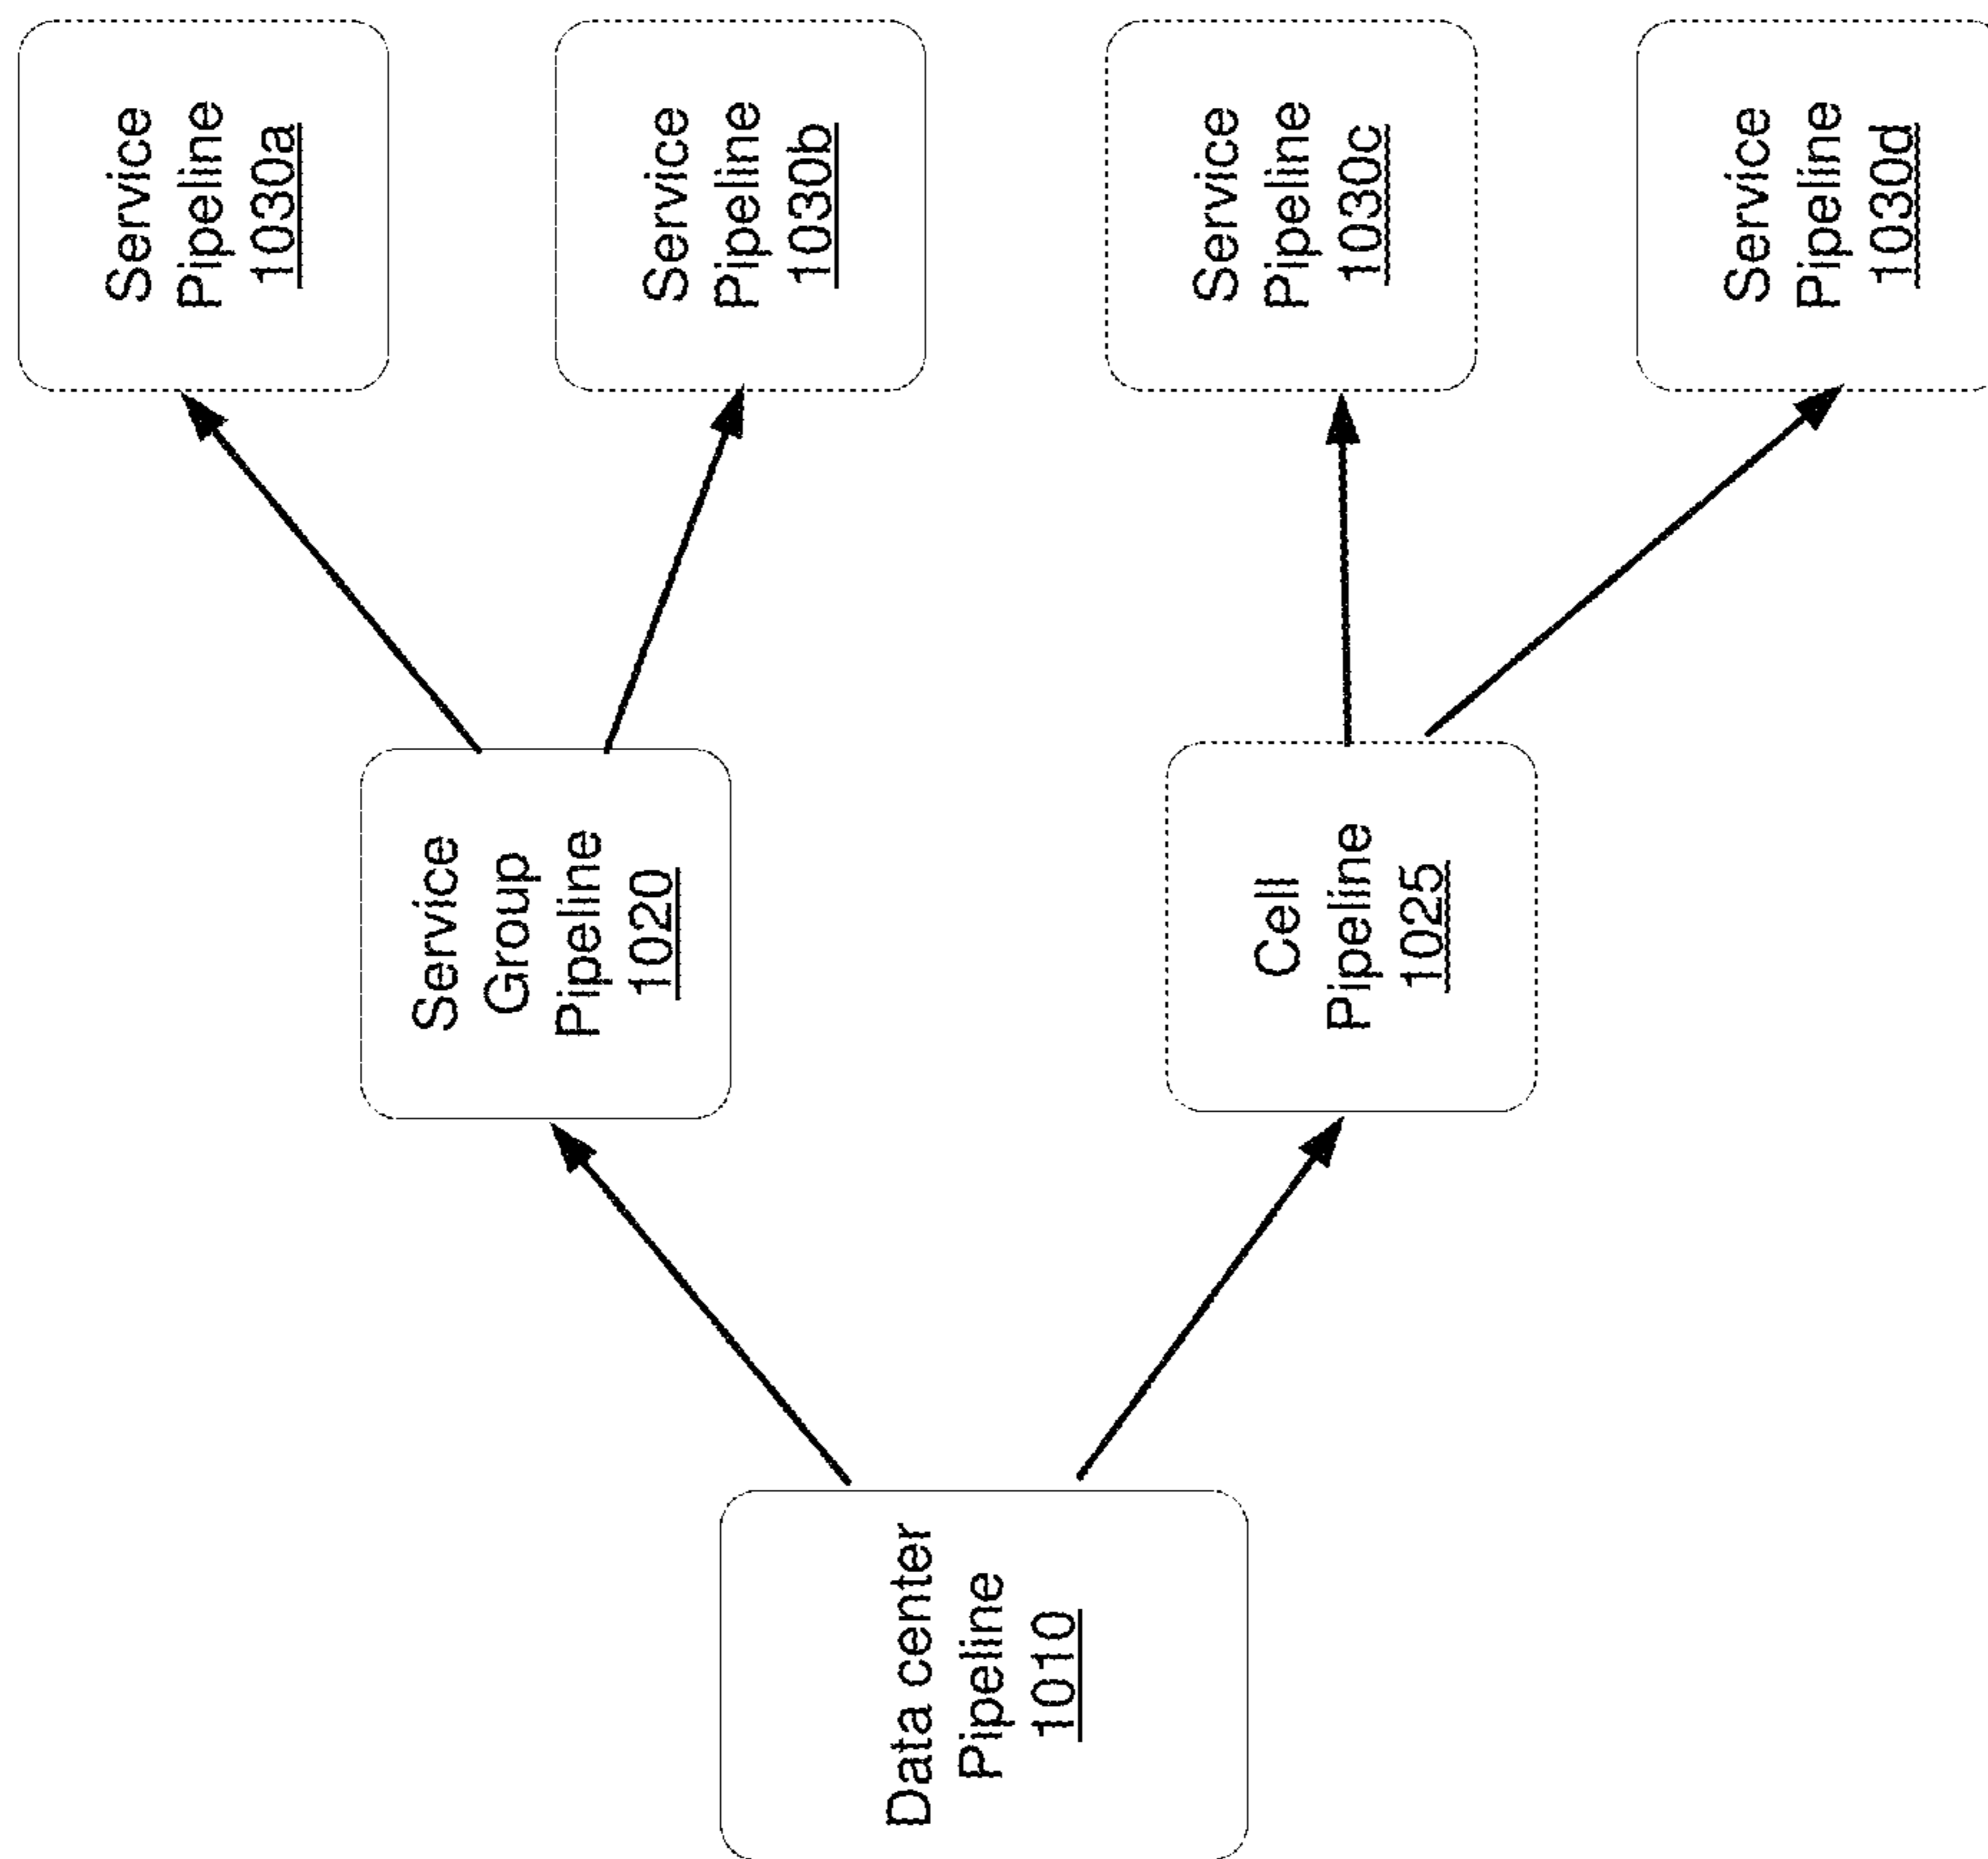 Data center
Pipeline
1010
Service
Group
Pipeline
1020
Cell
Pipeline
1025
Service
Pipeline
1030a
Service
Pipeline
1030b
Service
Pipeline
1030c
Service
Pipeline
1030d